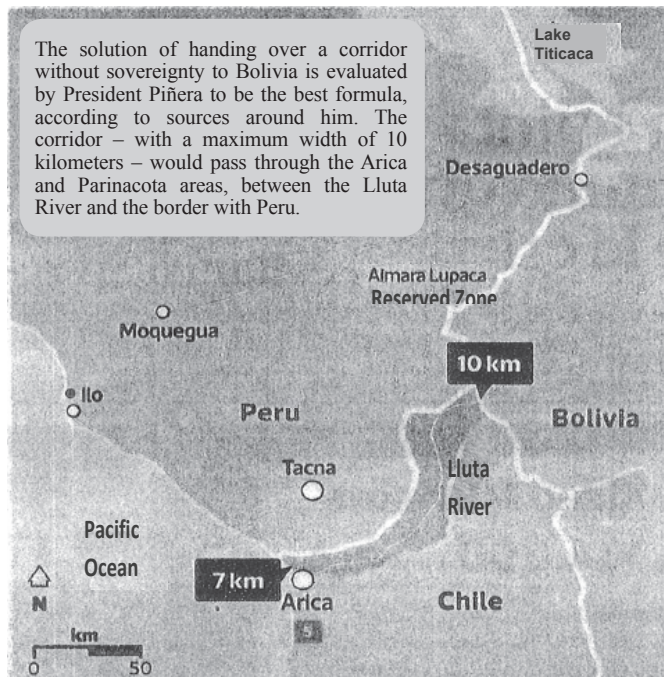 The solution of handing over a corridor
without sovereignty to Bolivia is evaluated
by President Piñera to be the best formula,
according to sources around him. The
corridor – with a maximum width of 10
kilometers – would pass through the Arica
and Parinacota areas, between the Lluta
River and the border with Peru.
Lake
Titicaca
Desaguadero
Almara Lupaca
Reserved Zone
Moquegua
10 km
Ilo
Peru
Bolivia
Tacna
Lluta
River
Pacific
Ocean
7 km
Arica
Chile
N
5
km
0 50